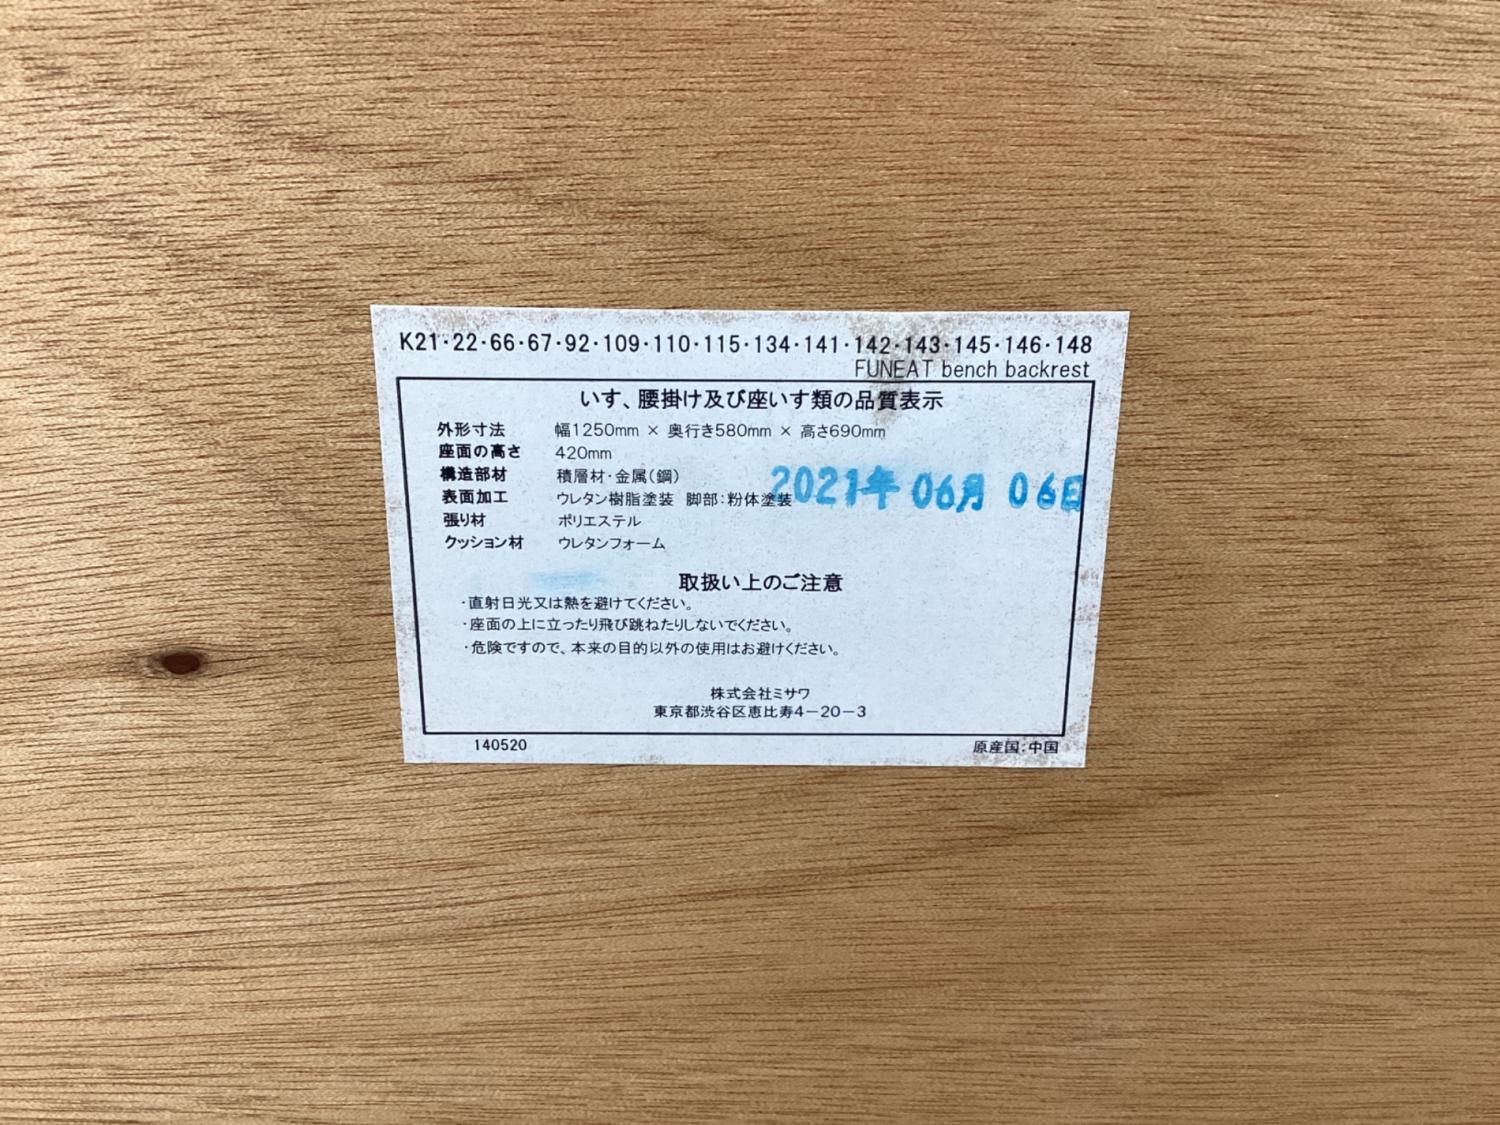 K21･22･66･67･92･109･110･115･134･141･142･143･145･146･148
FUNEAT bench backrest
いす、腰掛け及び座いす類の品質表示
外形寸法 幅1250mm × 奥行き580mm × 高さ690mm
座面の高さ 420mm
構造部材 積層材･金属(鋼)
表面加工 ウレタン樹脂塗装 脚部:粉体塗装
2021年 06月 06日
張り材 ポリエステル
クッション材 ウレタンフォーム
取扱い上のご注意
･直射日光又は熱を避けてください。
･座面の上に立ったり飛び跳ねたりしないでください。
･危険ですので、本来の目的以外の使用はお避けください。
株式会社ミサワ
東京都渋谷区恵比寿4－20－3
140520 原産国:中国